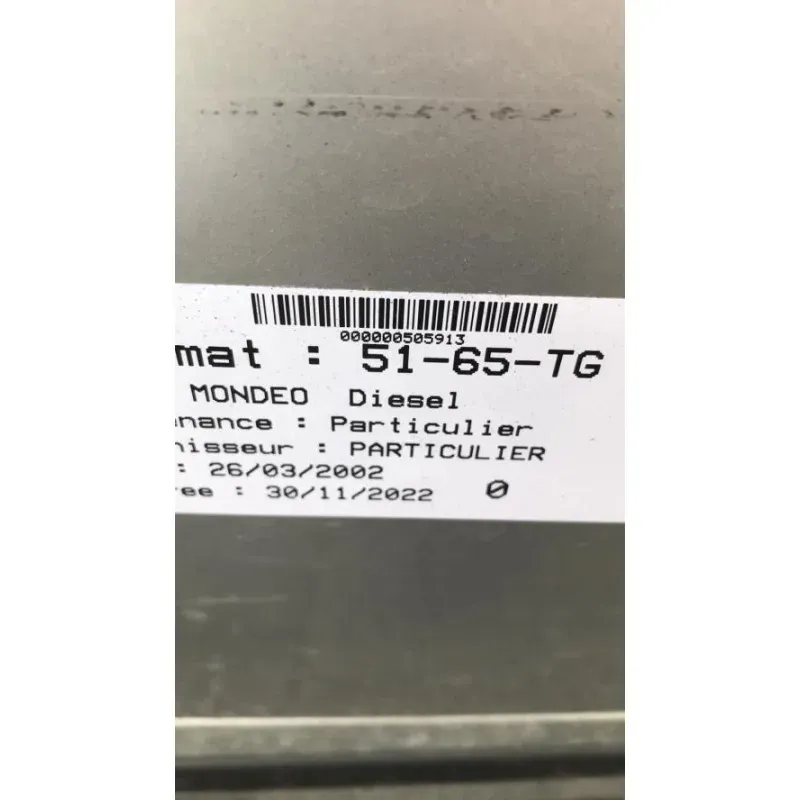 000000505913
mat : 51-65-TG
MONDEO Diesel
nance : Particulier
nisseur : PARTICULIER
: 26/03/2002
ree : 30/11/2022 0